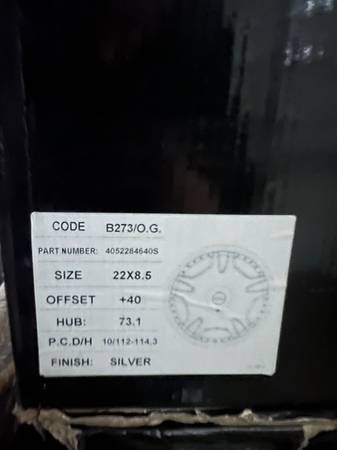 CODE B273/O.G.
PART NUMBER: 4052284640S
SIZE 22X8.5
OFFSET +40
HUB: 73.1
P.C.D/H 10/112-114.3
FINISH: SILVER